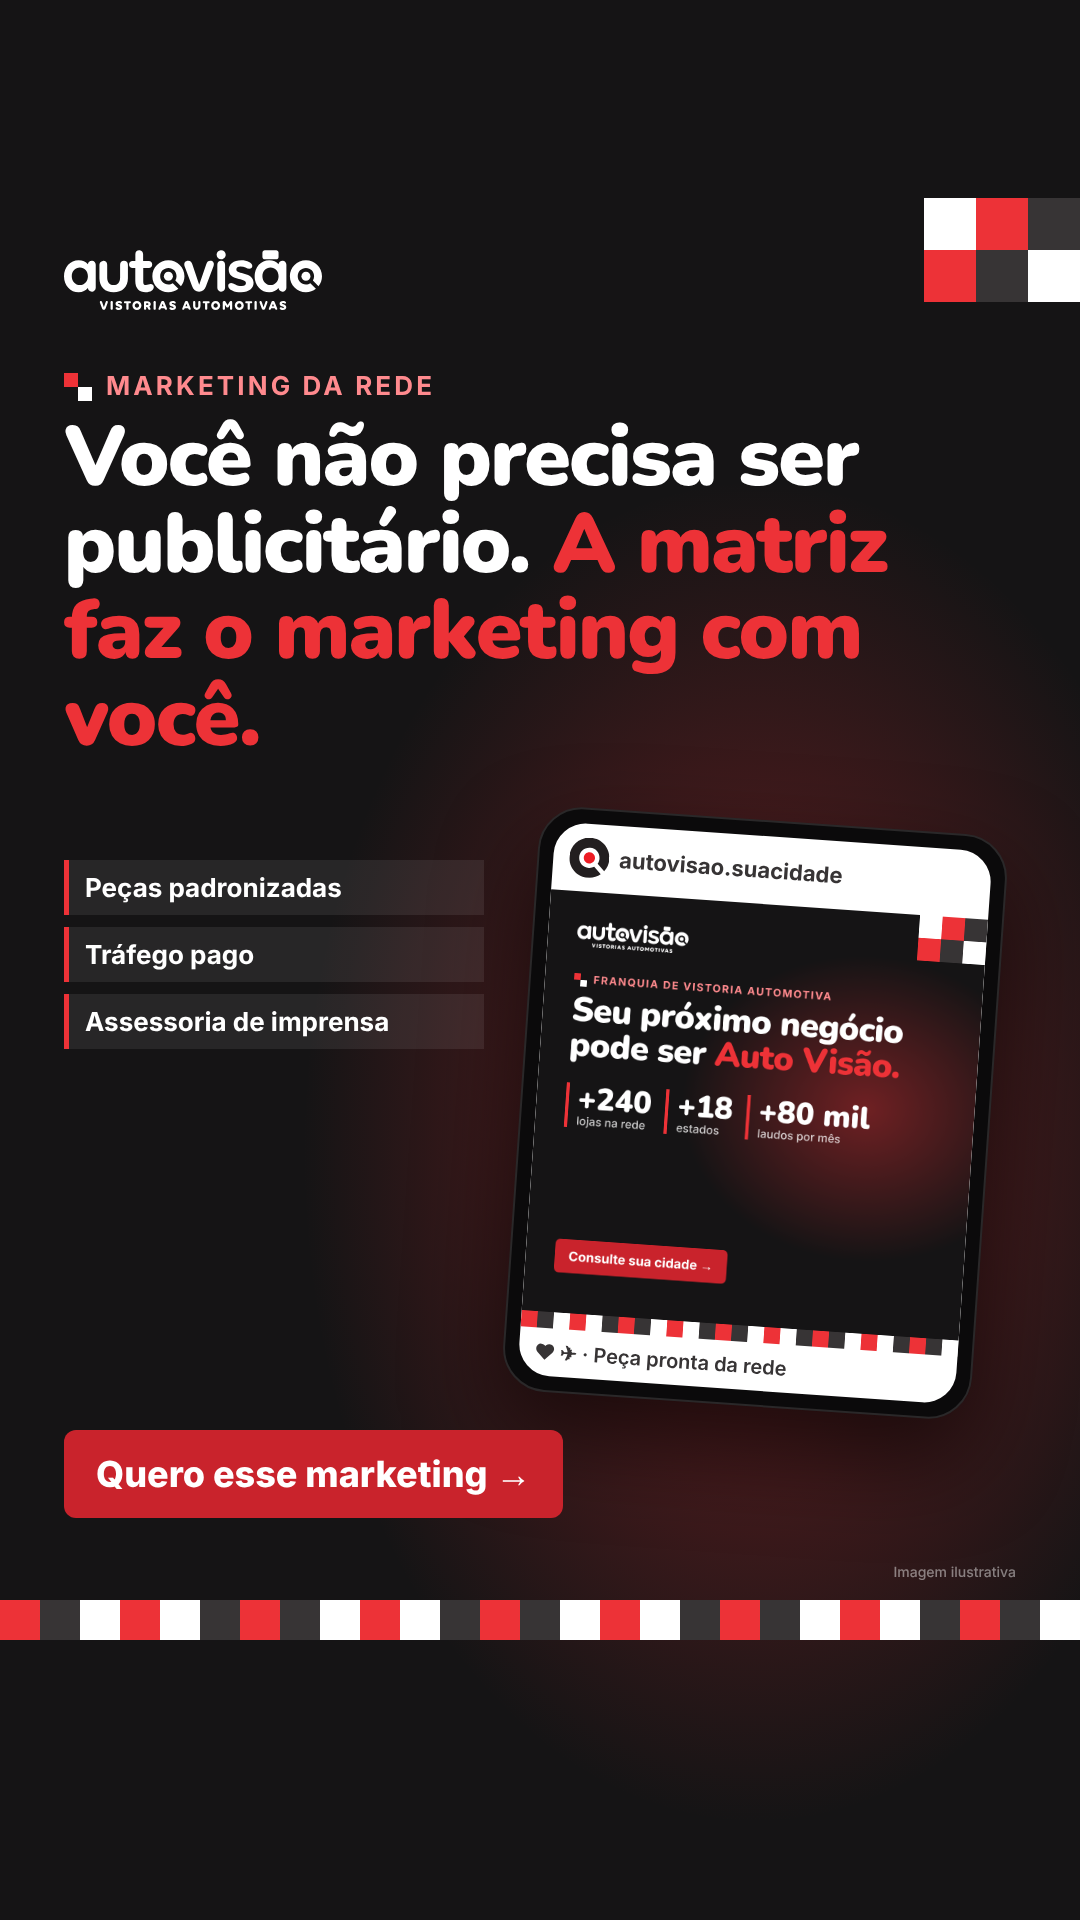 autovisão
VISTORIAS AUTOMOTIVAS
MARKETING DA REDE
Você não precisa ser
publicitário. A matriz
faz o marketing com
você.
Peças padronizadas
Tráfego pago
Assessoria de imprensa
autovisao.suacidade
autovisão
VISTORIAS AUTOMOTIVAS
FRANQUIA DE VISTORIA AUTOMOTIVA
Seu próximo negócio
pode ser Auto Visão.
+240 +18 +80 mil
lojas na rede estados laudos por mês
Consulte sua cidade →
♥ ✈ · Peça pronta da rede
Quero esse marketing →
Imagem ilustrativa